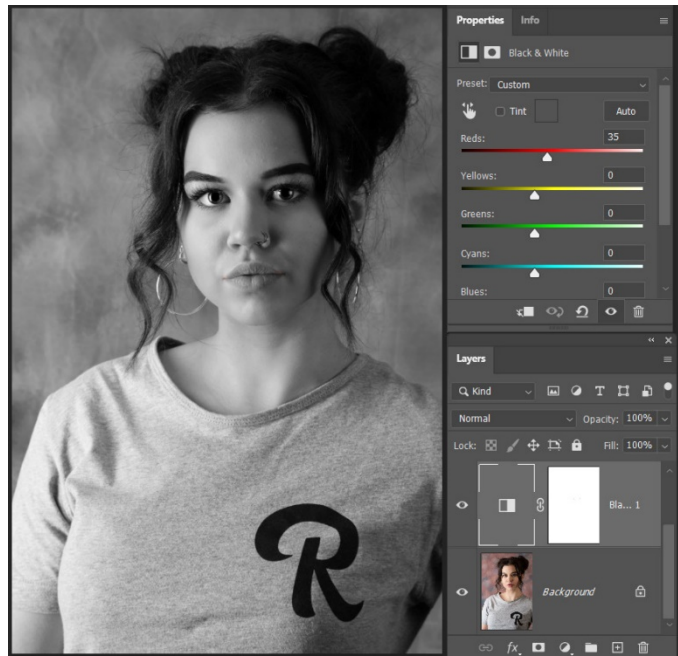 R
Properties Info
Black & White
Preset: Custom
Tint Auto
Reds: 35
Yellows: 0
Greens: 0
Cyans: 0
Blues: 0
Layers
Kind
Normal Opacity: 100%
Lock: Fill: 100%
Bla... 1
Background
fx